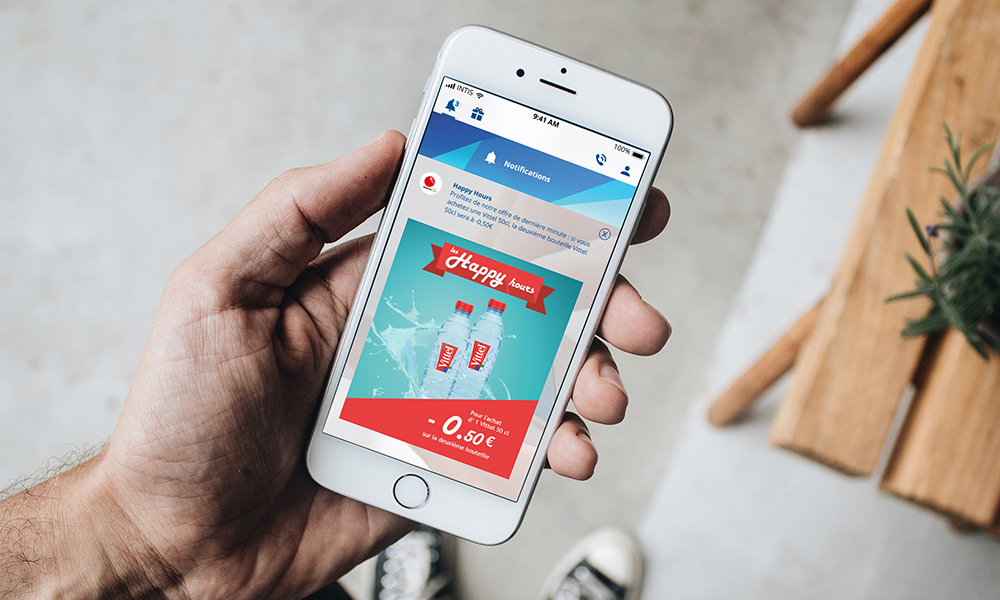 INTIS
9:41 AM
100%
3
Notifications
Happy Hours
Profitez de notre offre de dernière minute : si vous
achetez une Vittel 50cl, la deuxième bouteille Vittel
50cl sera à -0,50€
les
Happy hours
Vittel
Vittel
Pour l'achat
d'1 Vittel 50 cl
- 0.50 €
sur la deuxième bouteille